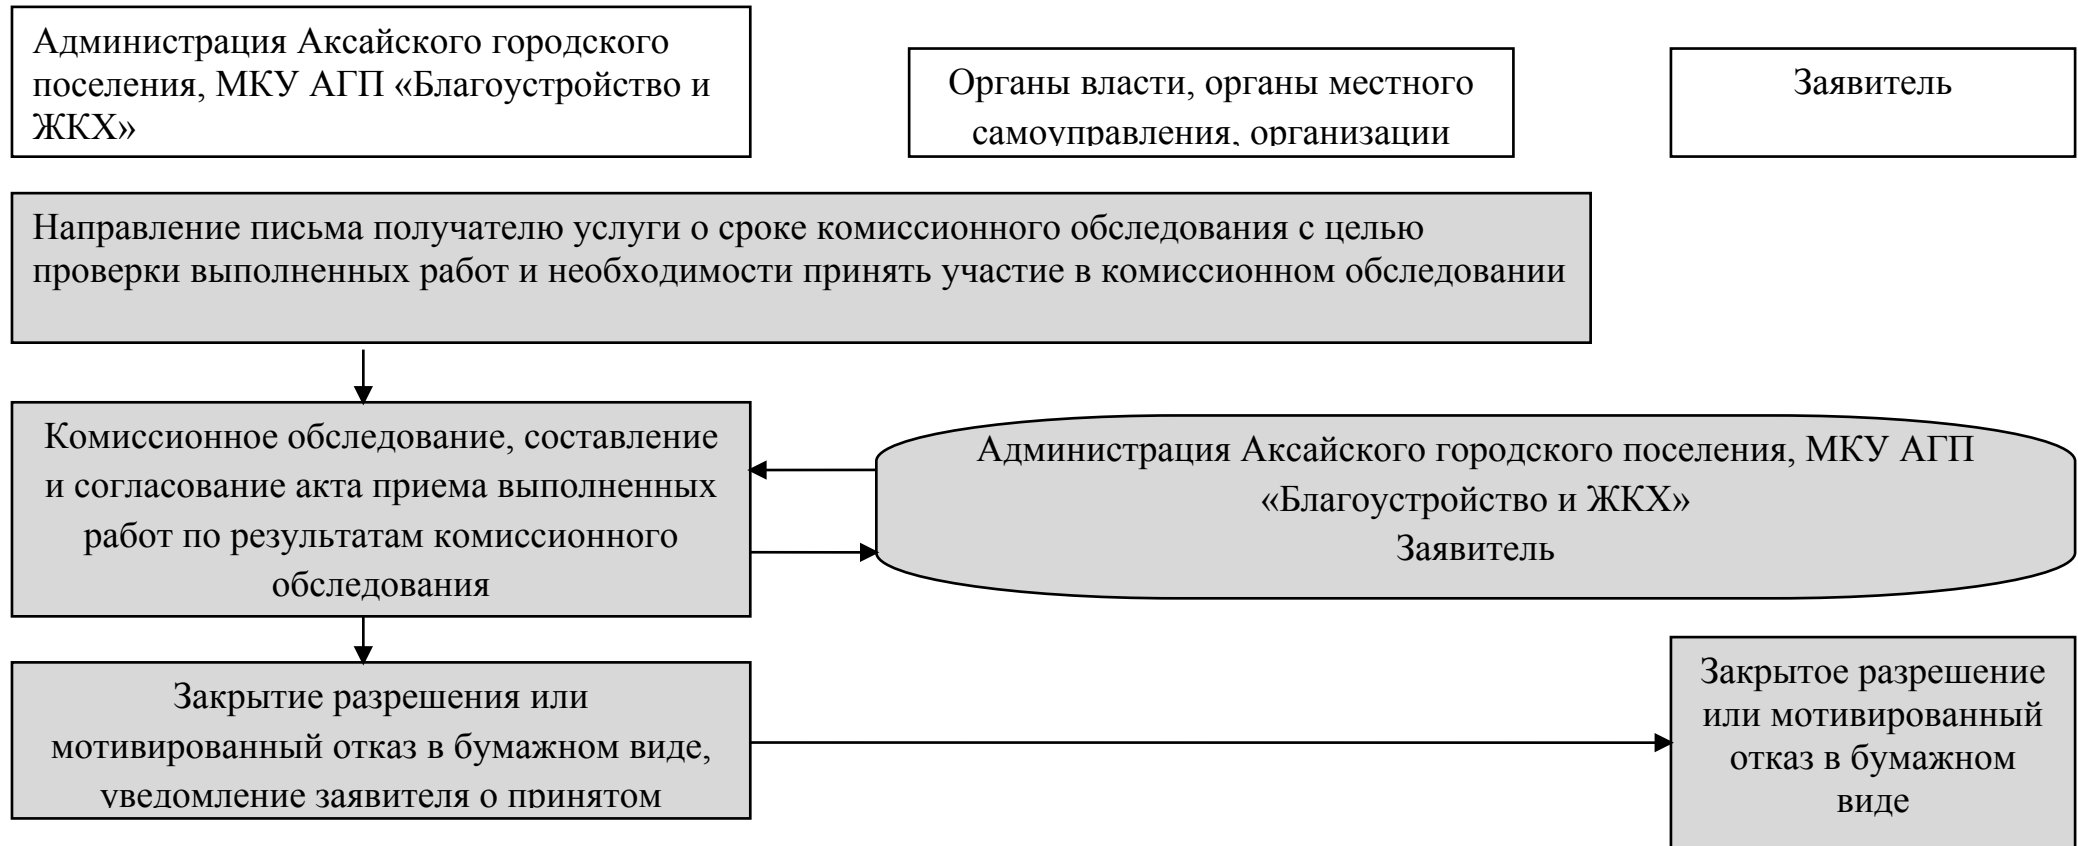 Администрация Аксайского городского
поселения, МКУ АГП «Благоустройство и
ЖКХ»
Органы власти, органы местного
самоуправления, организации
Заявитель
Направление письма получателю услуги о сроке комиссионного обследования с целью
проверки выполненных работ и необходимости принять участие в комиссионном обследовании
Комиссионное обследование, составление
и согласование акта приема выполненных
работ по результатам комиссионного
обследования
Администрация Аксайского городского поселения, МКУ АГП
«Благоустройство и ЖКХ»
Заявитель
Закрытие разрешения или
мотивированный отказ в бумажном виде,
уведомление заявителя о принятом
Закрытое разрешение
или мотивированный
отказ в бумажном
виде